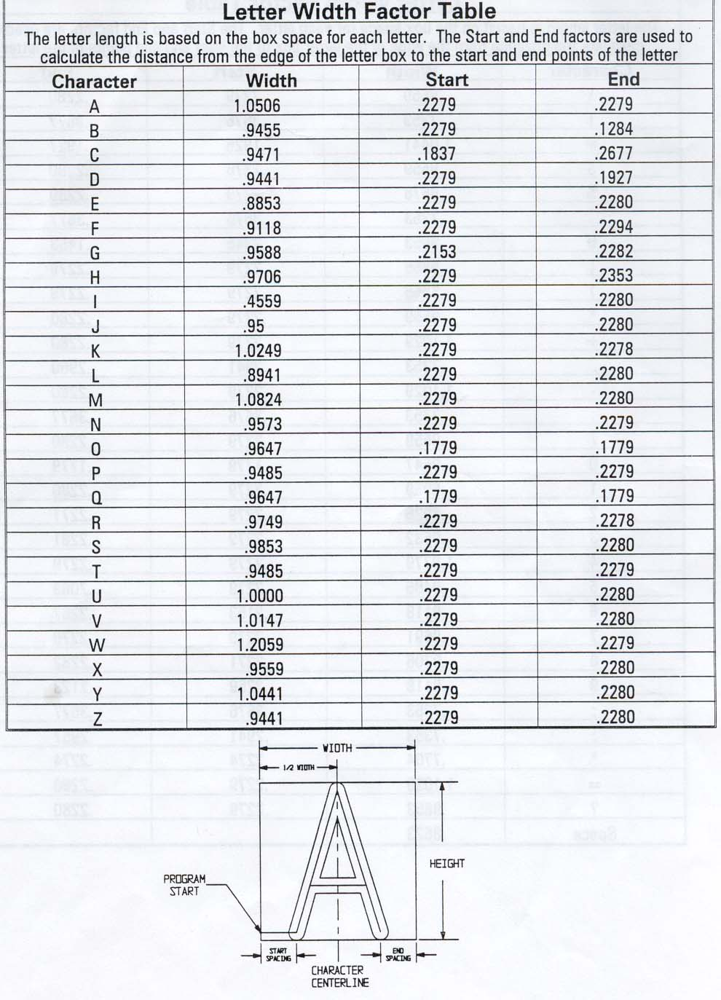 Letter Width Factor Table
The letter length is based on the box space for each letter. The Start and End factors are used to
calculate the distance from the edge of the letter box to the start and end points of the letter
Character Width Start End
A 1.0506 .2279 .2279
B .9455 .2279 .1284
C .9471 .1837 .2677
D .9441 .2279 .1927
E .8853 .2279 .2280
F .9118 .2279 .2294
G .9588 .2153 .2282
H .9706 .2279 .2353
I .4559 .2279 .2280
J .95 .2279 .2280
K 1.0249 .2279 .2278
L .8941 .2279 .2280
M 1.0824 .2279 .2280
N .9573 .2279 .2279
O .9647 .1779 .1779
P .9485 .2279 .2279
Q .9647 .1779 .1779
R .9749 .2279 .2278
S .9853 .2279 .2280
T .9485 .2279 .2279
U 1.0000 .2279 .2280
V 1.0147 .2279 .2280
W 1.2059 .2279 .2279
X .9559 .2279 .2280
Y 1.0441 .2279 .2280
Z .9441 .2279 .2280
WIDTH
1/2 WIDTH
HEIGHT
PROGRAM
START
START
SPACING
END
SPACING
CHARACTER
CENTERLINE